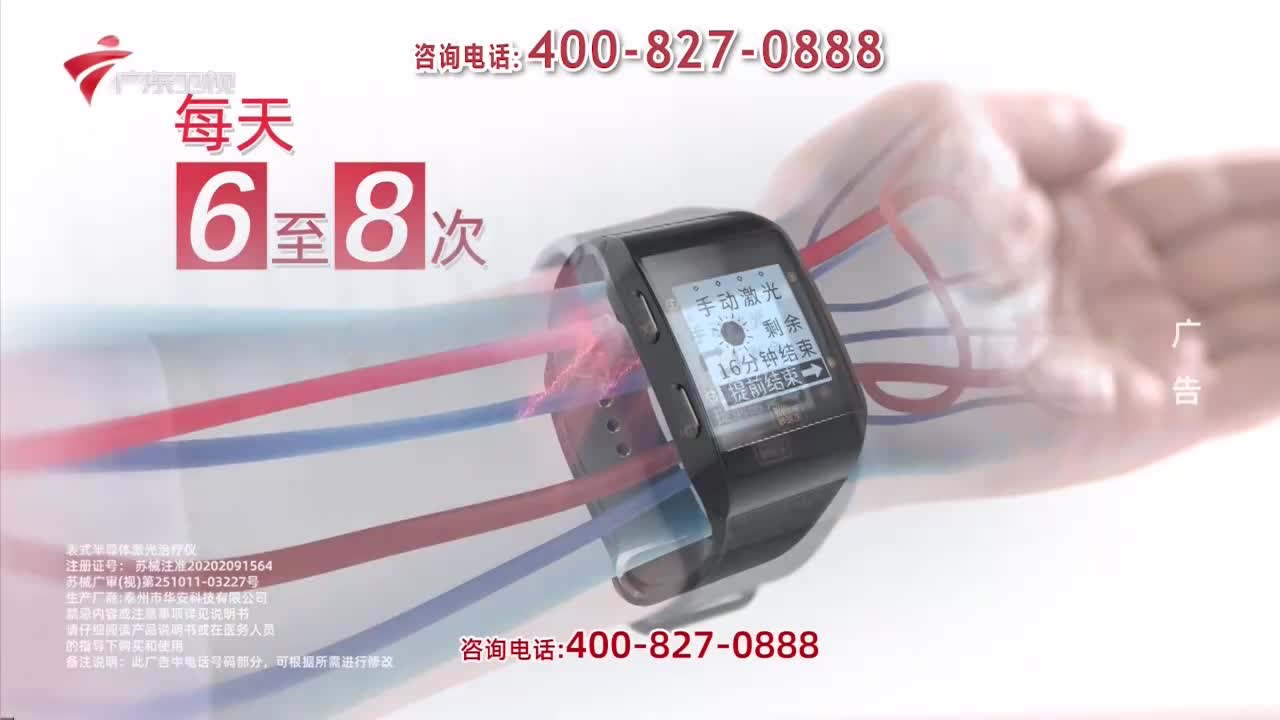 广东卫视
咨询电话:400-827-0888
每天
6至8次
手动激光
剩余
16分钟结束
提前结束
广告
表式半导体激光治疗仪
注册证号： 苏械注准20202091564
苏械广审(视)第251011-03227号
生产厂商:泰州市华安科技有限公司
禁忌内容或注意事项详见说明书
请仔细阅读产品说明书或在医务人员
的指导下购买和使用
备注说明：此广告中电话号码部分，可根据所需进行修改
咨询电话:400-827-0888